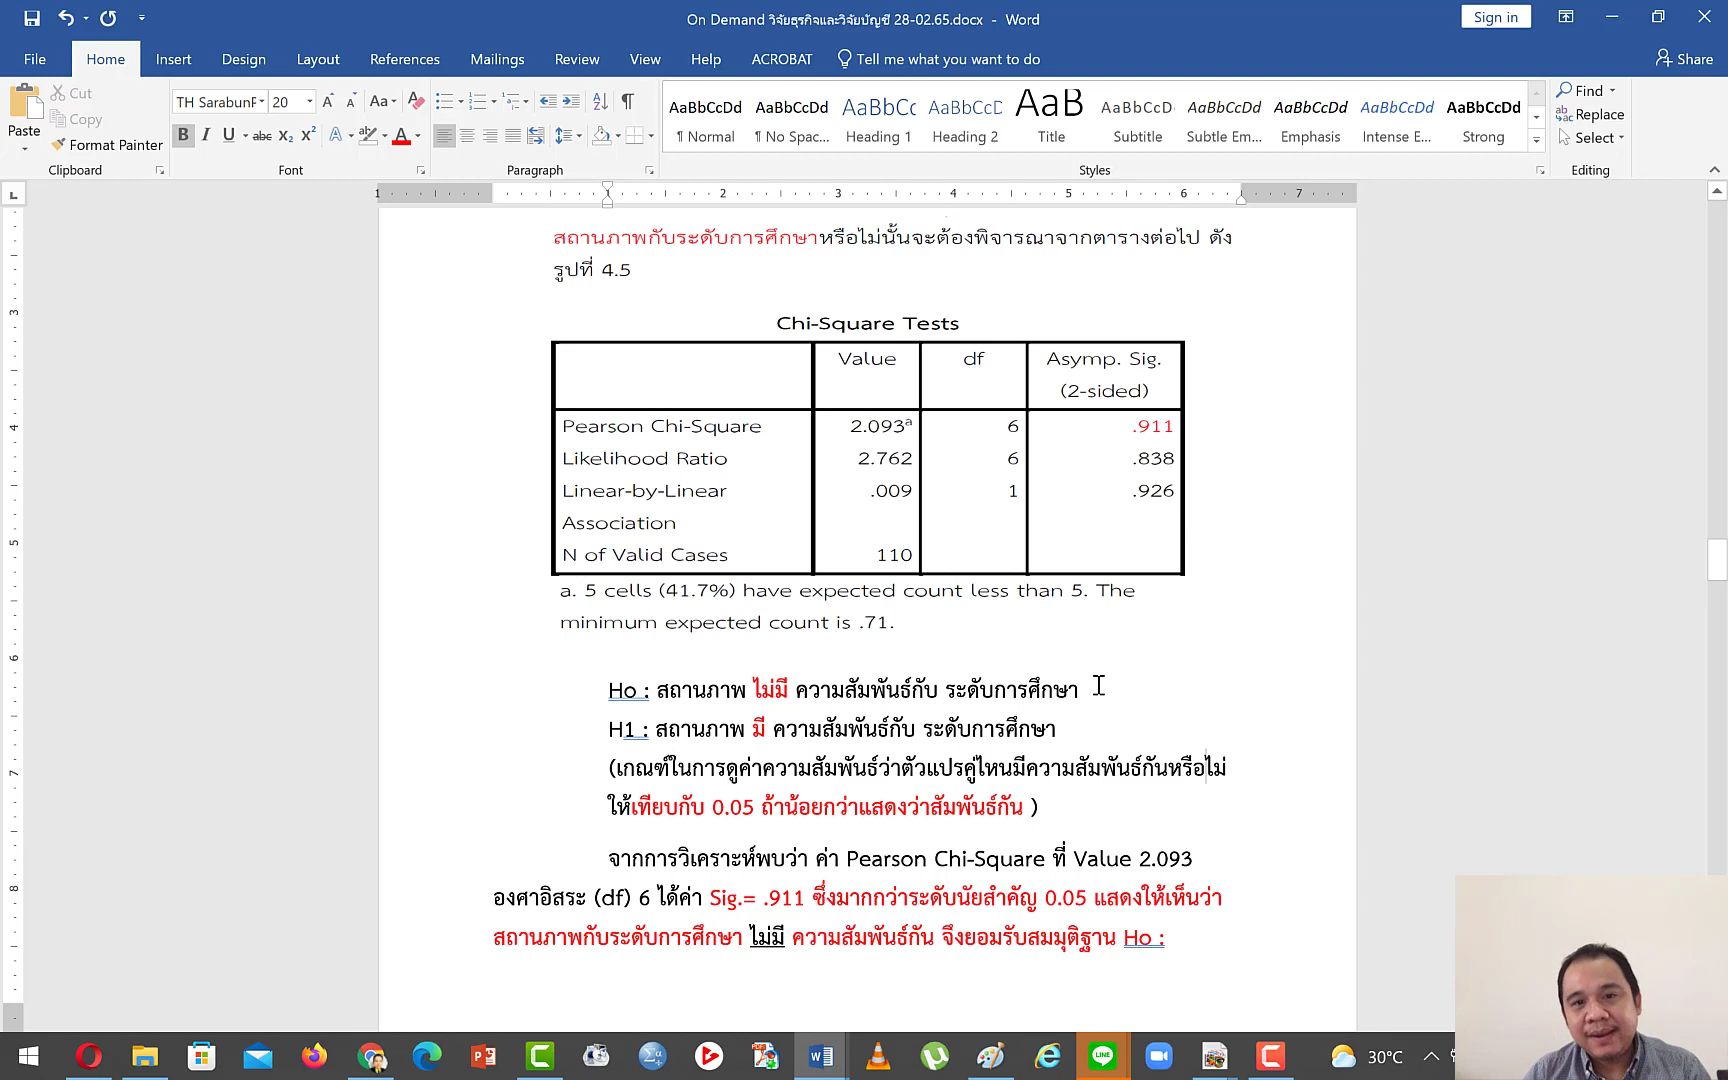 On Demand วิจัยธุรกิจและวิจัยบัญชี 28-02.65.docx - Word
Sign in
File Home Insert Design Layout References Mailings Review View Help ACROBAT Tell me what you want to do Share
Cut
Copy
Paste
Format Painter
TH SarabunP 20
AaBbCcDd AaBbCcDd AaBbCc AaBbCcD AaB AaBbCcD AaBbCcDd AaBbCcDd AaBbCcDd AaBbCcDd
¶ Normal ¶ No Spac... Heading 1 Heading 2 Title Subtitle Subtle Em... Emphasis Intense E... Strong
Find
Replace
Select
Clipboard Font Paragraph Styles Editing
1 2 3 4 5 6 7
สถานภาพกับระดับการศึกษาหรือไม่นั้นจะต้องพิจารณาจากตารางต่อไป ดัง
รูปที่ 4.5
Chi-Square Tests
Value df Asymp. Sig. (2-sided)
Pearson Chi-Square 2.093a 6 .911
Likelihood Ratio 2.762 6 .838
Linear-by-Linear .009 1 .926
Association
N of Valid Cases 110
a. 5 cells (41.7%) have expected count less than 5. The
minimum expected count is .71.
Ho : สถานภาพ ไม่มี ความสัมพันธ์กับ ระดับการศึกษา
H1 : สถานภาพ มี ความสัมพันธ์กับ ระดับการศึกษา
(เกณฑ์ในการดูค่าความสัมพันธ์ว่าตัวแปรคู่ไหนมีความสัมพันธ์กันหรือไม่
ให้เทียบกับ 0.05 ถ้าน้อยกว่าแสดงว่าสัมพันธ์กัน )
จากการวิเคราะห์พบว่า ค่า Pearson Chi-Square ที่ Value 2.093
องศาอิสระ (df) 6 ได้ค่า Sig.= .911 ซึ่งมากกว่าระดับนัยสำคัญ 0.05 แสดงให้เห็นว่า
สถานภาพกับระดับการศึกษา ไม่มี ความสัมพันธ์กัน จึงยอมรับสมมุติฐาน Ho :
3
4
5
6
7
8
30°C